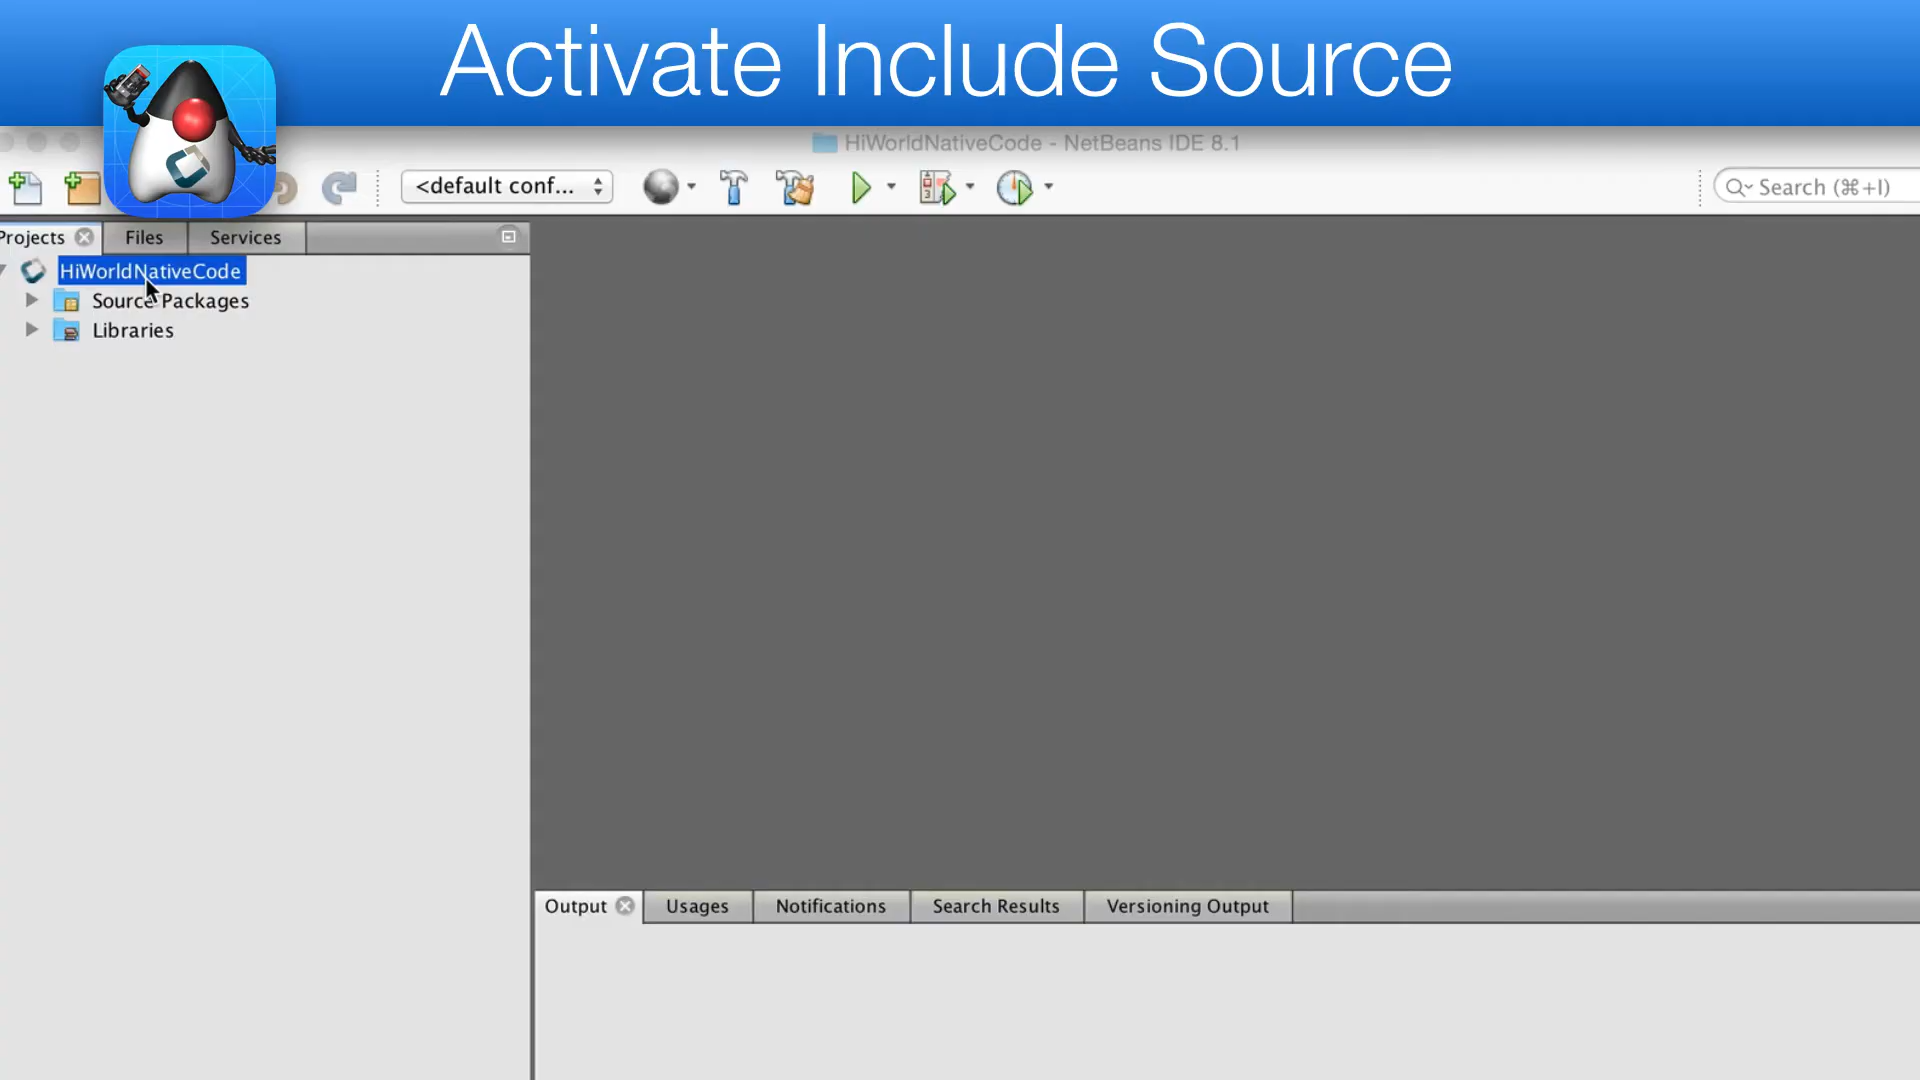 Activate Include Source
HiWorldNativeCode - NetBeans IDE 8.1
<default conf...
Search (⌘+I)
Projects
Files
Services
HiWorldNativeCode
Source Packages
Libraries
Output
Usages
Notifications
Search Results
Versioning Output